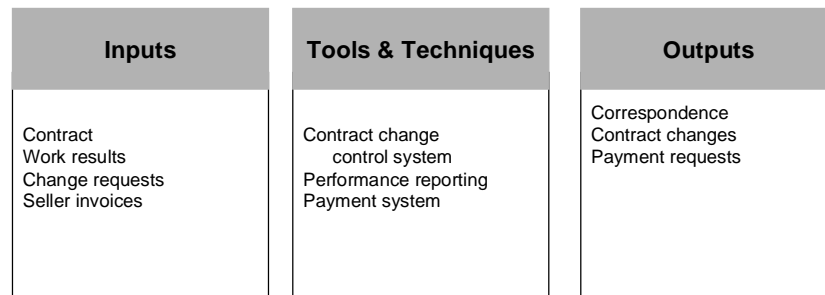 Inputs
Contract
Work results
Change requests
Seller invoices
Tools & Techniques
Contract change
control system
Performance reporting
Payment system
Outputs
Correspondence
Contract changes
Payment requests